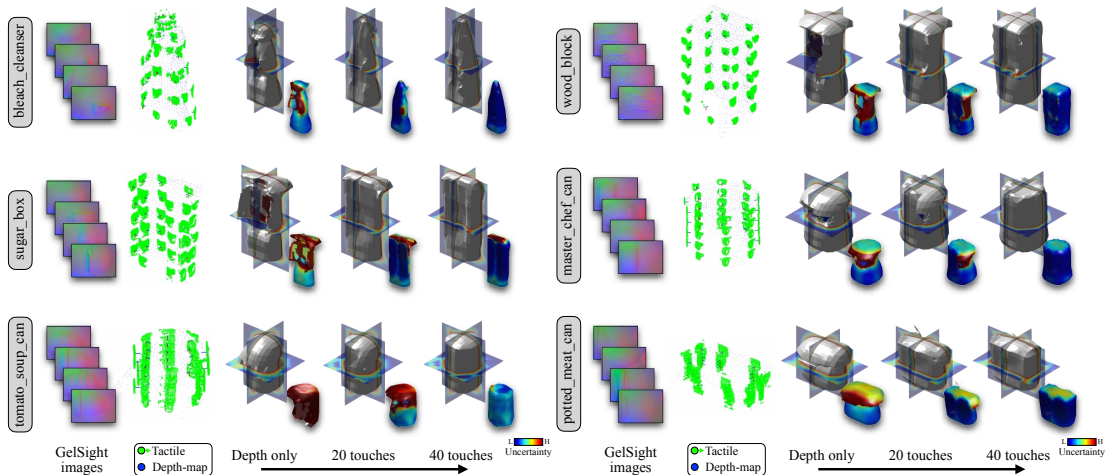 bleach_cleanser
wood_block
sugar_box
master_chef_can
tomato_soup_can
potted_meat_can
GelSight
images
Tactile
Depth-map
Depth only
20 touches
40 touches
L H
Uncertainty
GelSight
images
Tactile
Depth-map
Depth only
20 touches
40 touches
L H
Uncertainty